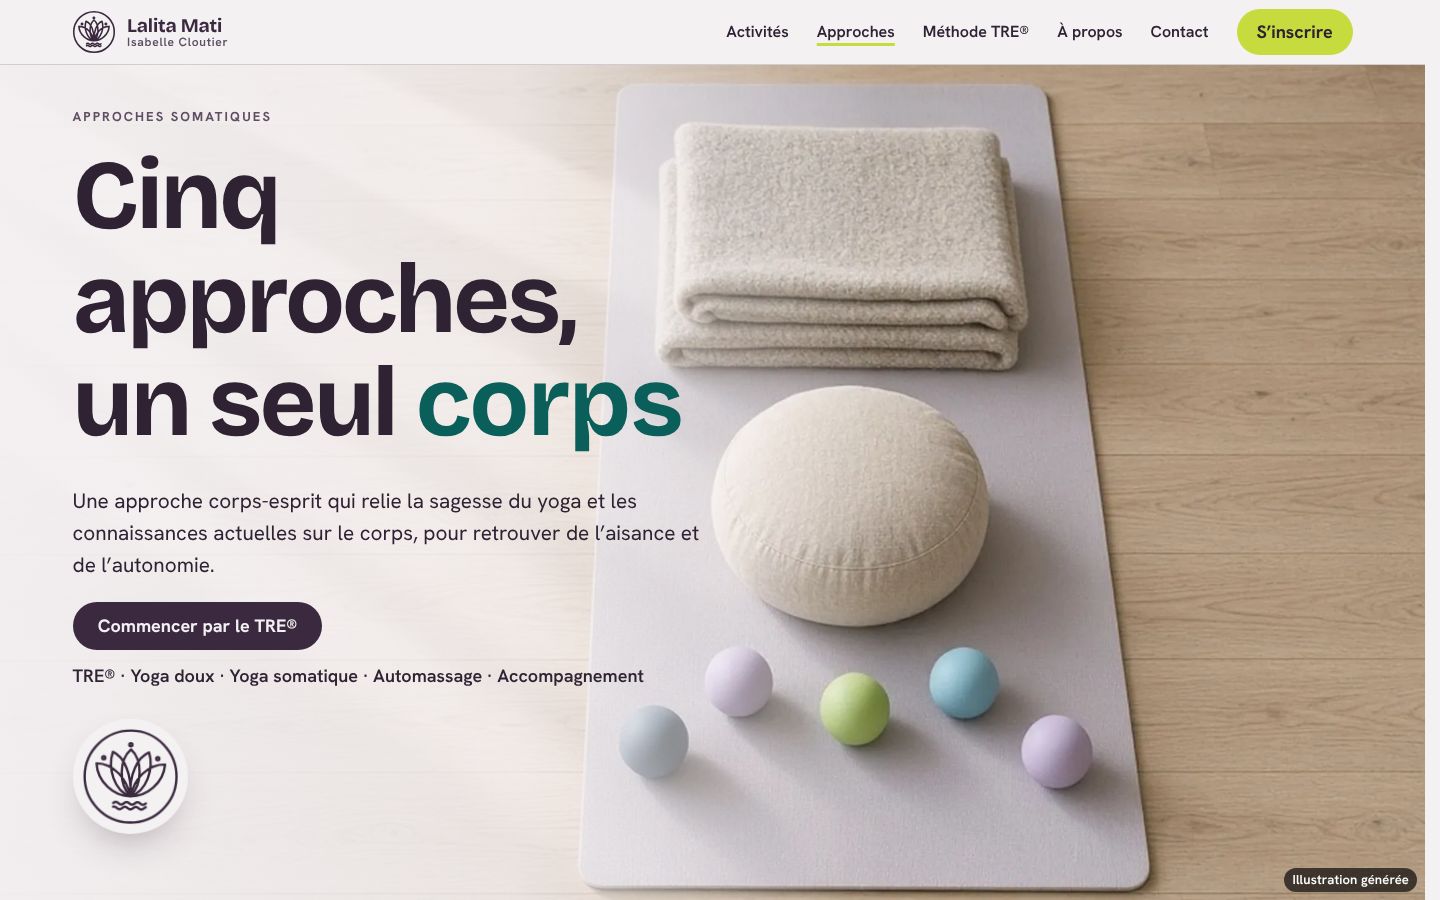 Lalita Mati
Isabelle Cloutier
Activités
Approches
Méthode TRE®
À propos
Contact
S’inscrire
APPROCHES SOMATIQUES
Cinq
approches,
un seul corps
Une approche corps-esprit qui relie la sagesse du yoga et les
connaissances actuelles sur le corps, pour retrouver de l’aisance et
de l’autonomie.
Commencer par le TRE®
TRE® · Yoga doux · Yoga somatique · Automassage · Accompagnement
Illustration générée